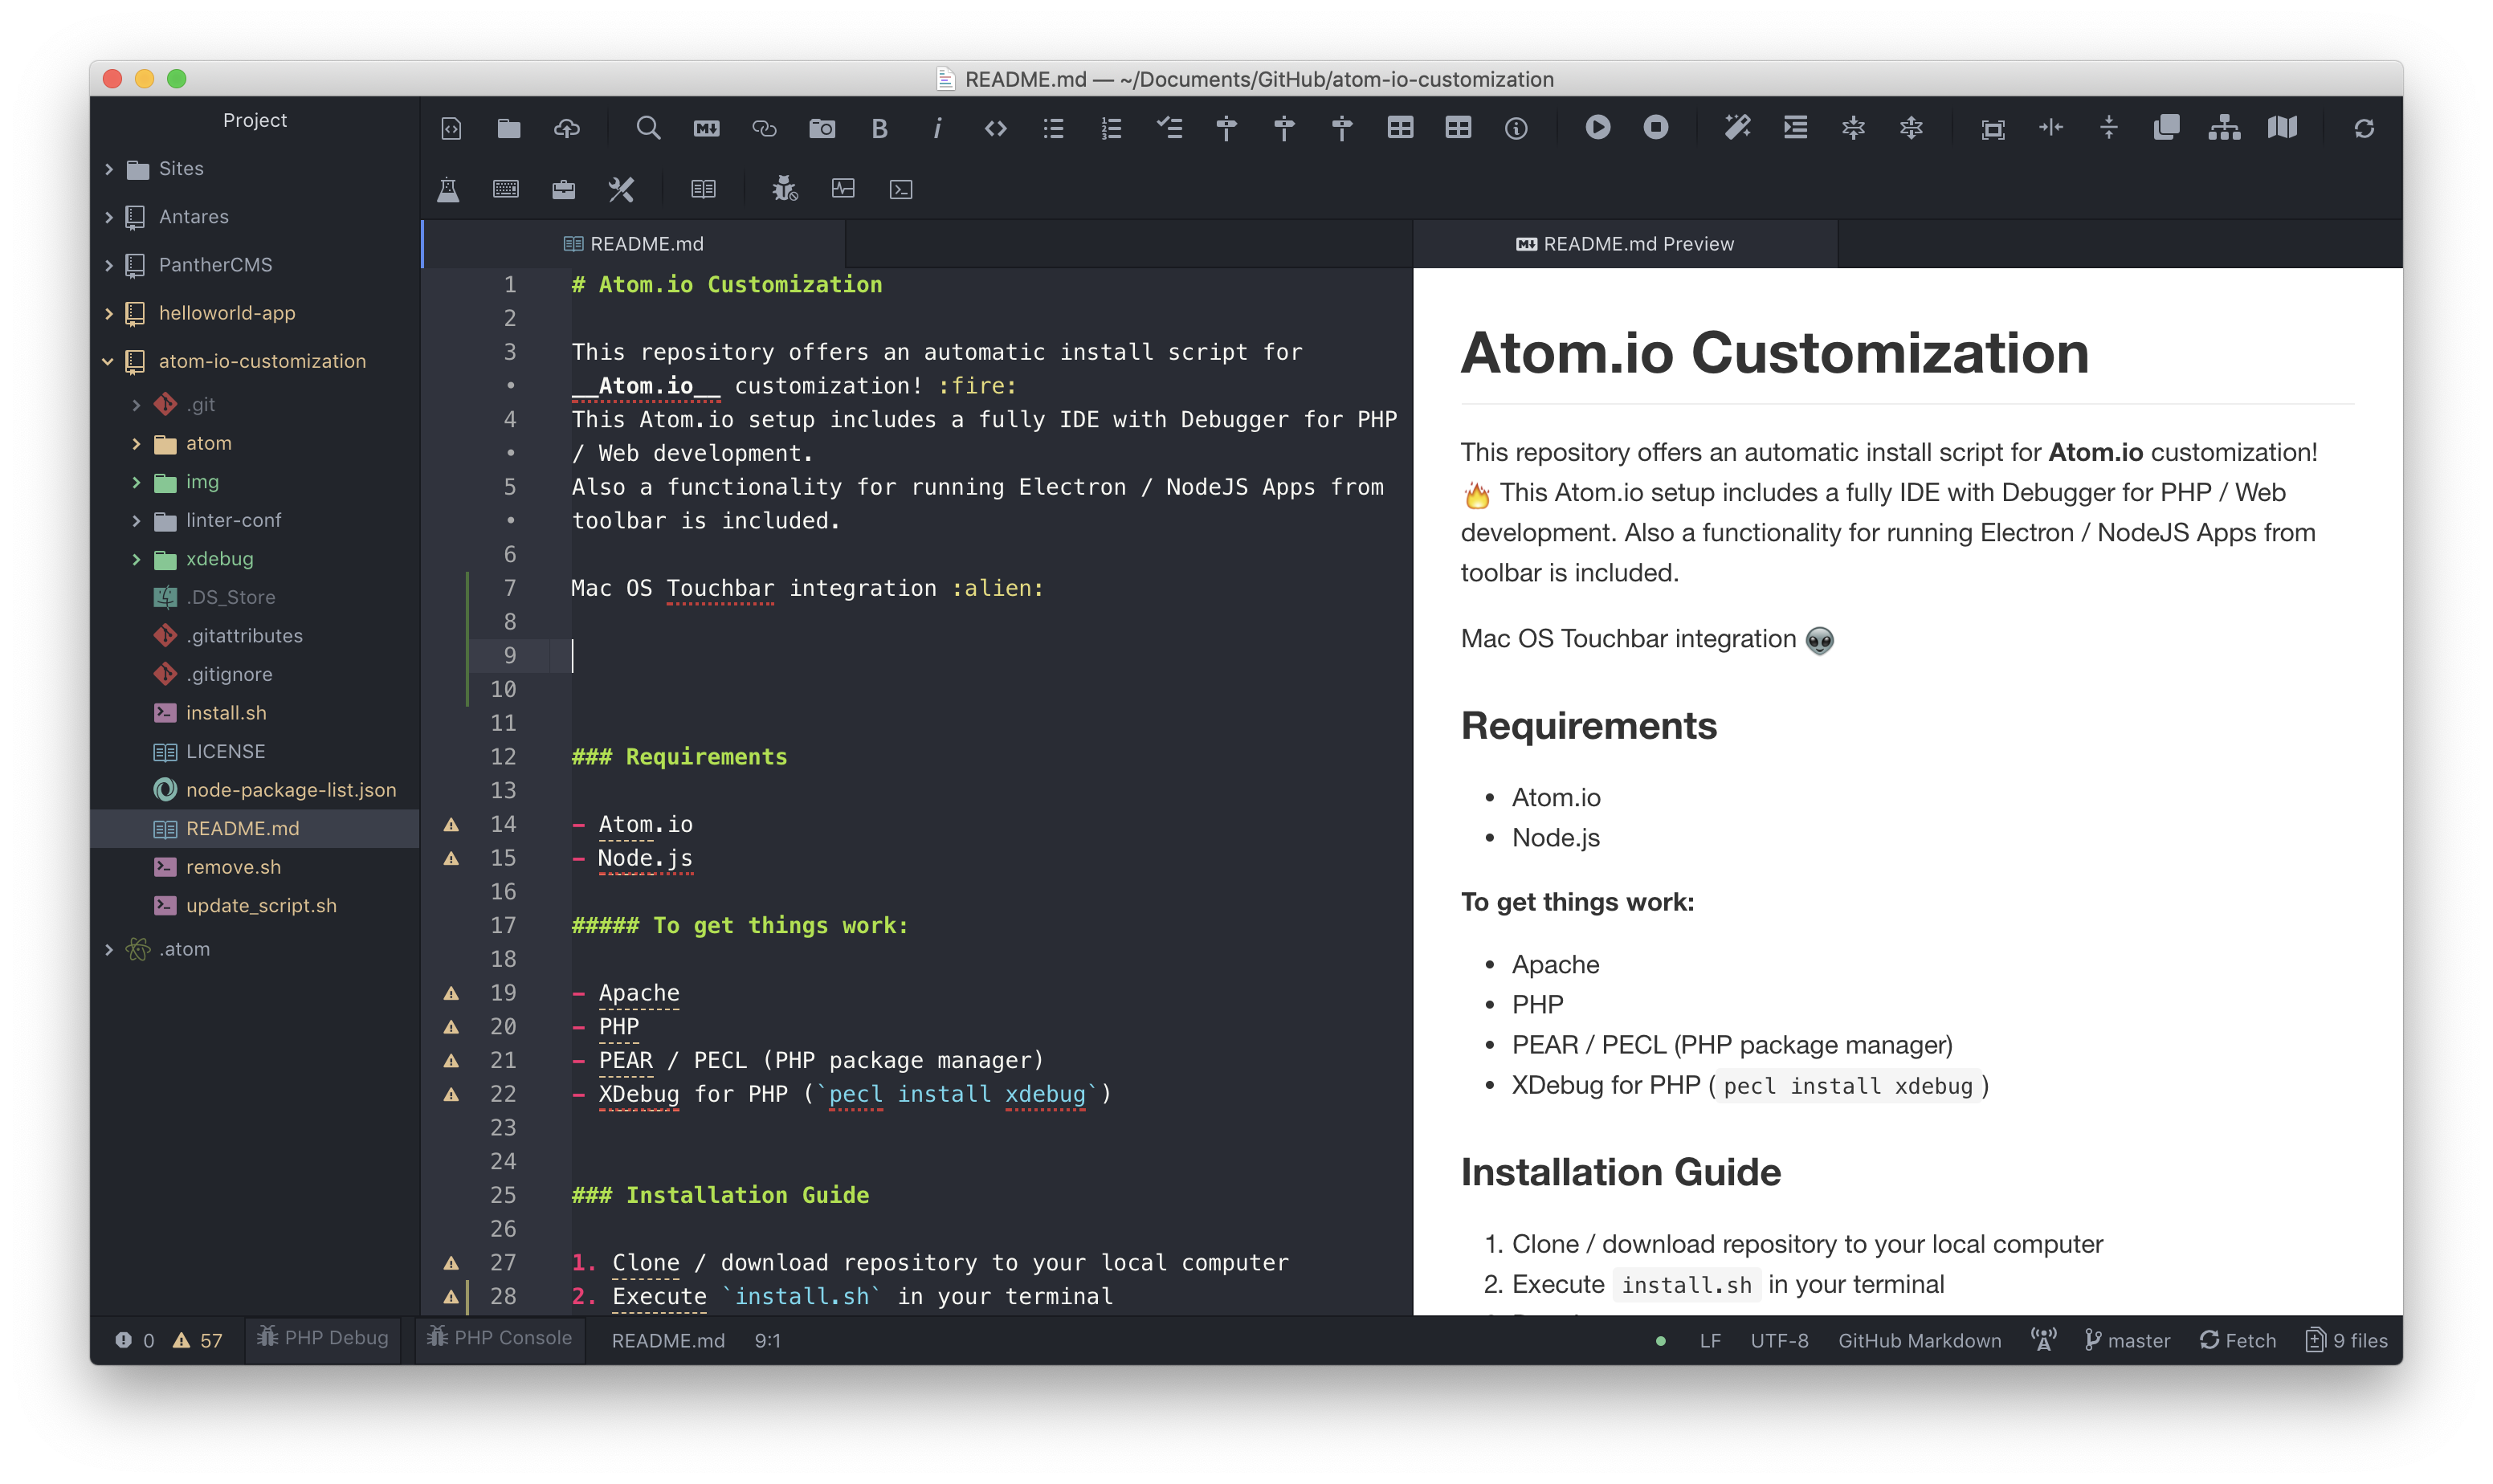 README.md — ~/Documents/GitHub/atom-io-customization
Project
Sites
Antares
PantherCMS
helloworld-app
atom-io-customization
.git
atom
img
linter-conf
xdebug
.DS_Store
.gitattributes
.gitignore
install.sh
LICENSE
node-package-list.json
README.md
remove.sh
update_script.sh
.atom
README.md
1 # Atom.io Customization
2
3 This repository offers an automatic install script for
• __Atom.io__ customization! :fire:
4 This Atom.io setup includes a fully IDE with Debugger for PHP
• / Web development.
5 Also a functionality for running Electron / NodeJS Apps from
• toolbar is included.
6
7 Mac OS Touchbar integration :alien:
8
9
10
11
12 ### Requirements
13
14 - Atom.io
15 - Node.js
16
17 ##### To get things work:
18
19 - Apache
20 - PHP
21 - PEAR / PECL (PHP package manager)
22 - XDebug for PHP (`pecl install xdebug`)
23
24
25 ### Installation Guide
26
27 1. Clone / download repository to your local computer
28 2. Execute `install.sh` in your terminal
README.md Preview
Atom.io Customization
This repository offers an automatic install script for Atom.io customization!
🔥 This Atom.io setup includes a fully IDE with Debugger for PHP / Web
development. Also a functionality for running Electron / NodeJS Apps from
toolbar is included.
Mac OS Touchbar integration 👽
Requirements
• Atom.io
• Node.js
To get things work:
• Apache
• PHP
• PEAR / PECL (PHP package manager)
• XDebug for PHP ( pecl install xdebug )
Installation Guide
1. Clone / download repository to your local computer
2. Execute install.sh in your terminal
0 57 PHP Debug PHP Console README.md 9:1 LF UTF-8 GitHub Markdown master Fetch 9 files